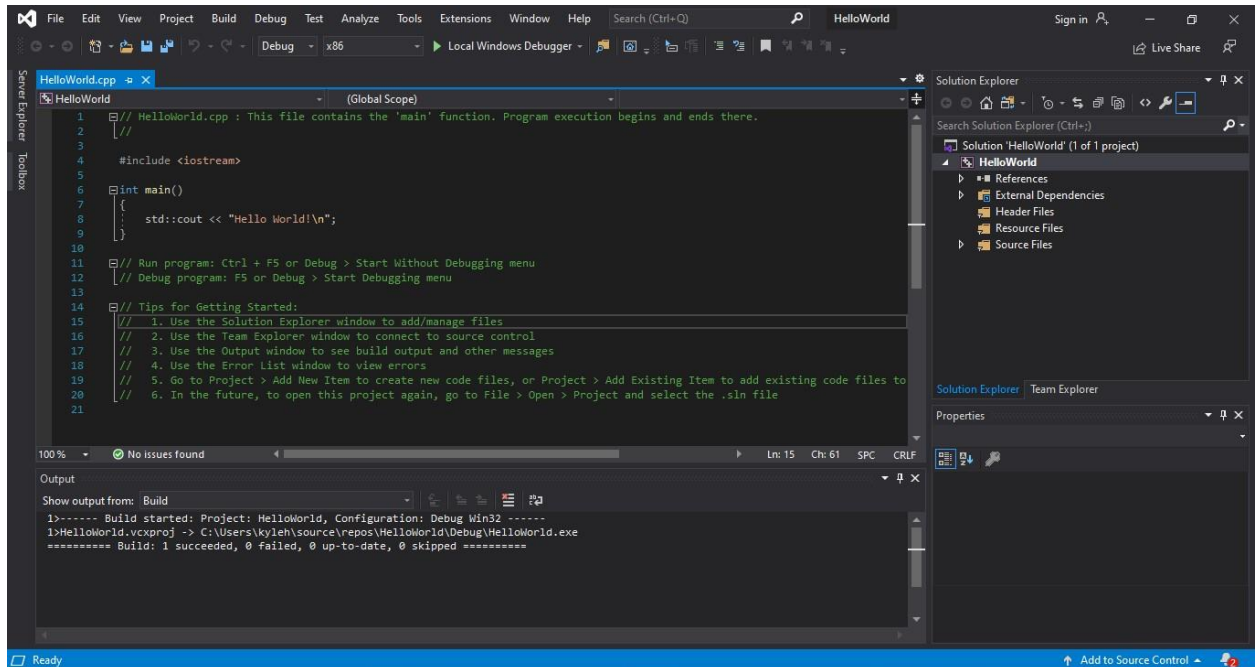 File Edit View Project Build Debug Test Analyze Tools Extensions Window Help Search (Ctrl+Q) HelloWorld Sign in
Debug x86 Local Windows Debugger Live Share
Server Explorer
Toolbox
HelloWorld.cpp
HelloWorld (Global Scope)
1 // HelloWorld.cpp : This file contains the 'main' function. Program execution begins and ends there.
2 //
3
4 #include <iostream>
5
6 int main()
7 {
8 std::cout << "Hello World!\n";
9 }
10
11 // Run program: Ctrl + F5 or Debug > Start Without Debugging menu
12 // Debug program: F5 or Debug > Start Debugging menu
13
14 // Tips for Getting Started:
15 // 1. Use the Solution Explorer window to add/manage files
16 // 2. Use the Team Explorer window to connect to source control
17 // 3. Use the Output window to see build output and other messages
18 // 4. Use the Error List window to view errors
19 // 5. Go to Project > Add New Item to create new code files, or Project > Add Existing Item to add existing code files to
20 // 6. In the future, to open this project again, go to File > Open > Project and select the .sln file
21
100 % No issues found Ln: 15 Ch: 61 SPC CRLF
Output
Show output from: Build
1>------ Build started: Project: HelloWorld, Configuration: Debug Win32 ------
1>HelloWorld.vcxproj -> C:\Users\kyleh\source\repos\HelloWorld\Debug\HelloWorld.exe
========== Build: 1 succeeded, 0 failed, 0 up-to-date, 0 skipped ==========
Solution Explorer
Search Solution Explorer (Ctrl+;)
Solution 'HelloWorld' (1 of 1 project)
HelloWorld
References
External Dependencies
Header Files
Resource Files
Source Files
Solution Explorer Team Explorer
Properties
Ready Add to Source Control 2